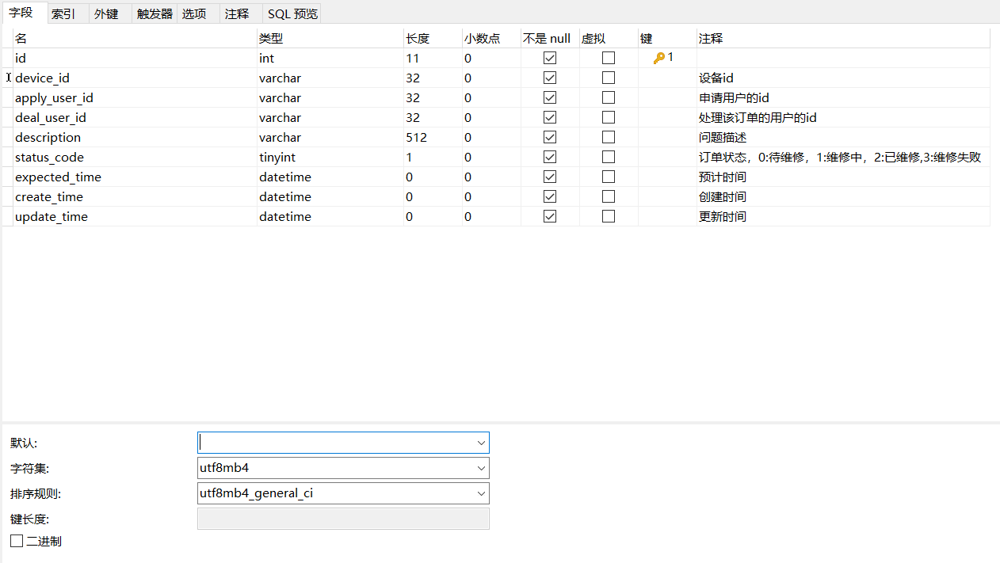 字段 索引 外键 触发器 选项 注释 SQL 预览
名 类型 长度 小数点 不是 null 虚拟 键 注释
id int 11 0 1
device_id varchar 32 0 设备id
apply_user_id varchar 32 0 申请用户的id
deal_user_id varchar 32 0 处理该订单的用户的id
description varchar 512 0 问题描述
status_code tinyint 1 0 订单状态，0:待维修，1:维修中，2:已维修,3:维修失败
expected_time datetime 0 0 预计时间
create_time datetime 0 0 创建时间
update_time datetime 0 0 更新时间
默认:
字符集: utf8mb4
排序规则: utf8mb4_general_ci
键长度:
二进制